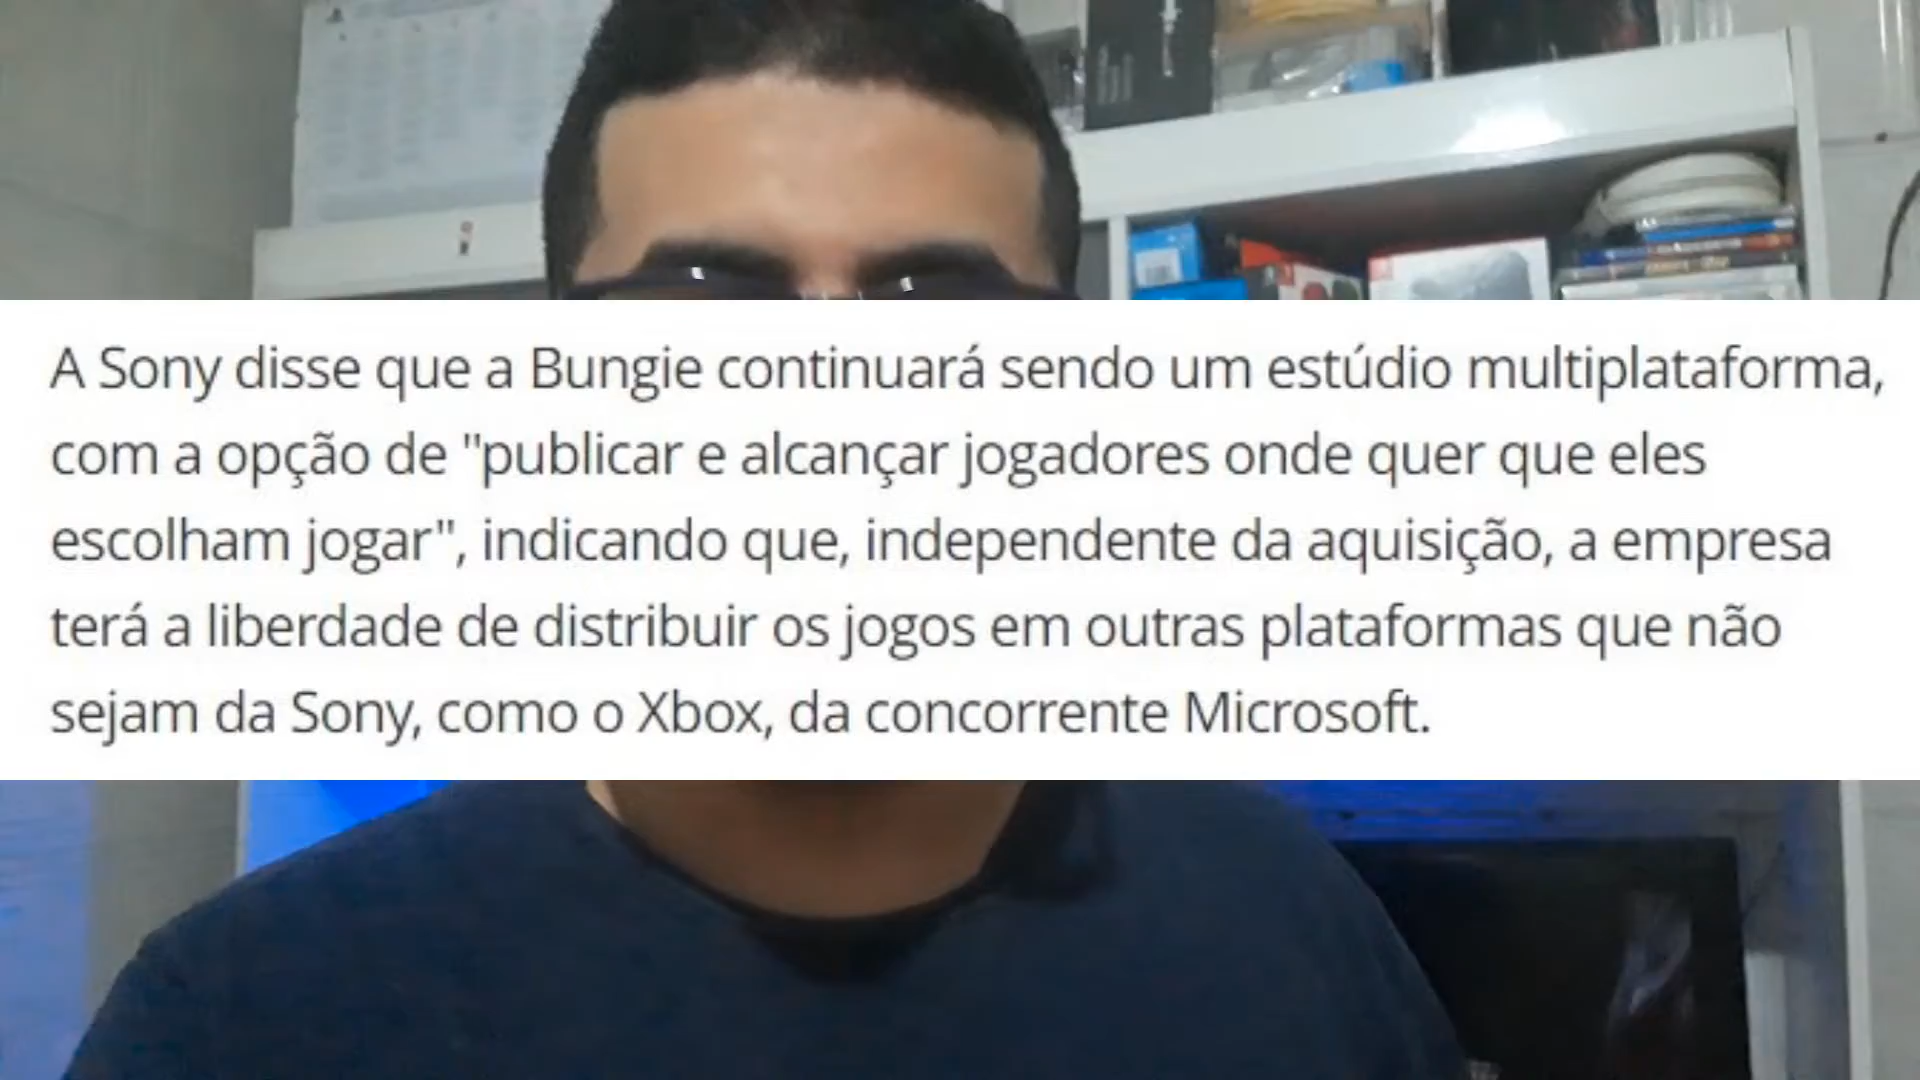 A Sony disse que a Bungie continuará sendo um estúdio multiplataforma,
com a opção de "publicar e alcançar jogadores onde quer que eles
escolham jogar", indicando que, independente da aquisição, a empresa
terá a liberdade de distribuir os jogos em outras plataformas que não
sejam da Sony, como o Xbox, da concorrente Microsoft.